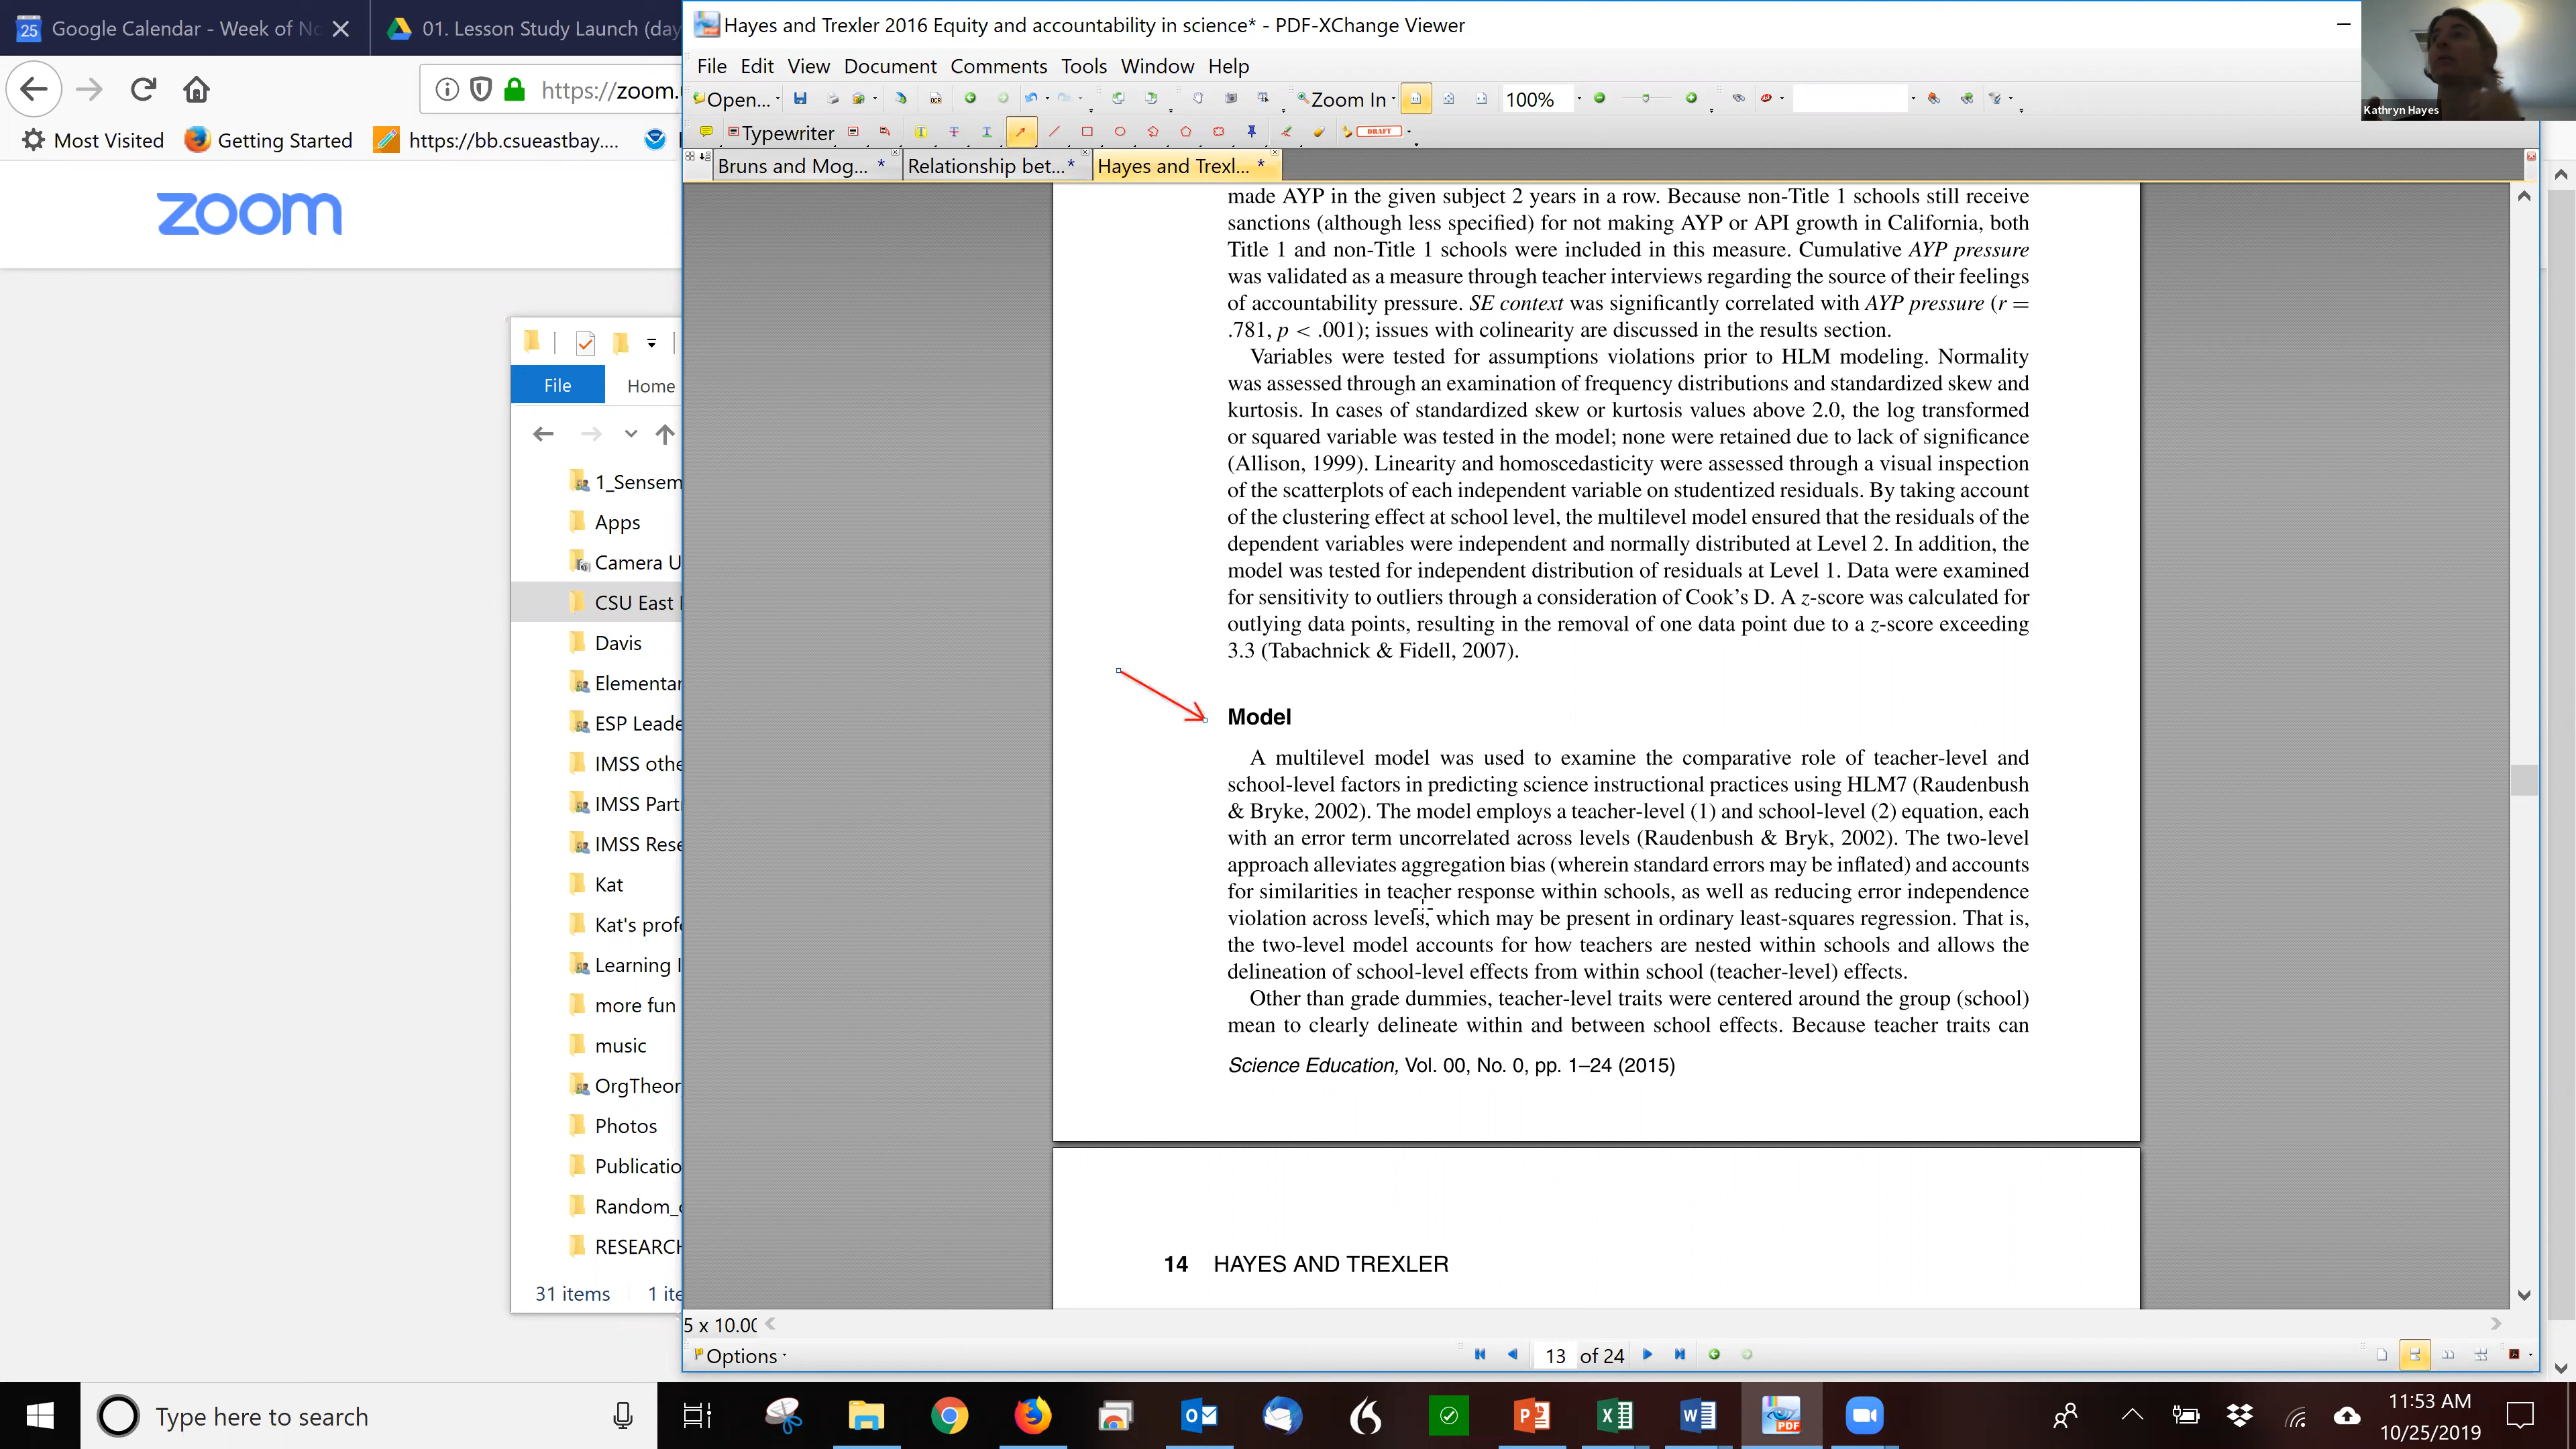 Google Calendar - Week of No
01. Lesson Study Launch (day
https://zoom.
Most Visited
Getting Started
https://bb.csueastbay....
zoom
File
Home
1_Sensem
Apps
Camera U
CSU East
Davis
Elementar
ESP Leade
IMSS othe
IMSS Part
IMSS Rese
Kat
Kat's prof
Learning I
more fun
music
OrgTheor
Photos
Publicatio
Random_
RESEARCH
31 items
1 ite
Hayes and Trexler 2016 Equity and accountability in science* - PDF-XChange Viewer
File Edit View Document Comments Tools Window Help
Open...
OCR
Zoom In
100%
Typewriter
DRAFT
Bruns and Mog... *
Relationship bet... *
Hayes and Trexl... *
Kathryn Hayes
made AYP in the given subject 2 years in a row. Because non-Title 1 schools still receive
sanctions (although less specified) for not making AYP or API growth in California, both
Title 1 and non-Title 1 schools were included in this measure. Cumulative AYP pressure
was validated as a measure through teacher interviews regarding the source of their feelings
of accountability pressure. SE context was significantly correlated with AYP pressure (r =
.781, p < .001); issues with colinearity are discussed in the results section.
Variables were tested for assumptions violations prior to HLM modeling. Normality
was assessed through an examination of frequency distributions and standardized skew and
kurtosis. In cases of standardized skew or kurtosis values above 2.0, the log transformed
or squared variable was tested in the model; none were retained due to lack of significance
(Allison, 1999). Linearity and homoscedasticity were assessed through a visual inspection
of the scatterplots of each independent variable on studentized residuals. By taking account
of the clustering effect at school level, the multilevel model ensured that the residuals of the
dependent variables were independent and normally distributed at Level 2. In addition, the
model was tested for independent distribution of residuals at Level 1. Data were examined
for sensitivity to outliers through a consideration of Cook's D. A z-score was calculated for
outlying data points, resulting in the removal of one data point due to a z-score exceeding
3.3 (Tabachnick & Fidell, 2007).
Model
A multilevel model was used to examine the comparative role of teacher-level and
school-level factors in predicting science instructional practices using HLM7 (Raudenbush
& Bryke, 2002). The model employs a teacher-level (1) and school-level (2) equation, each
with an error term uncorrelated across levels (Raudenbush & Bryk, 2002). The two-level
approach alleviates aggregation bias (wherein standard errors may be inflated) and accounts
for similarities in teacher response within schools, as well as reducing error independence
violation across levels, which may be present in ordinary least-squares regression. That is,
the two-level model accounts for how teachers are nested within schools and allows the
delineation of school-level effects from within school (teacher-level) effects.
Other than grade dummies, teacher-level traits were centered around the group (school)
mean to clearly delineate within and between school effects. Because teacher traits can
Science Education, Vol. 00, No. 0, pp. 1–24 (2015)
14 HAYES AND TREXLER
5 x 10.00
Options
13 of 24
Type here to search
11:53 AM
10/25/2019